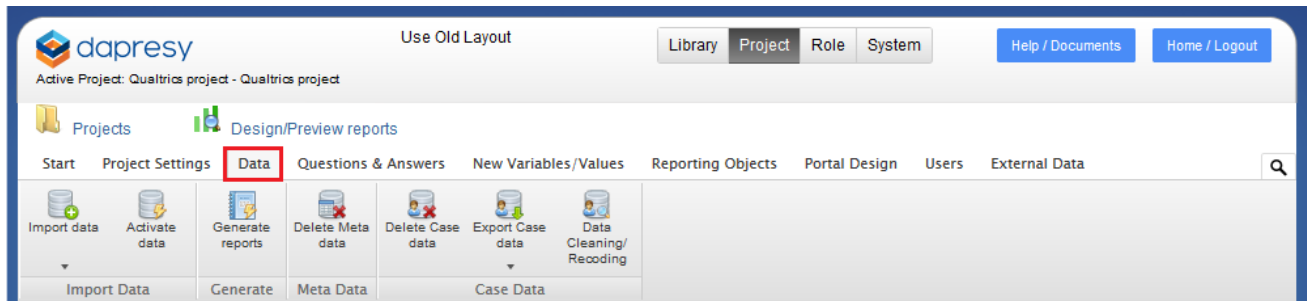 dapresy
Use Old Layout
Library Project Role System
Help / Documents
Home / Logout
Active Project: Qualtrics project - Qualtrics project
Projects
Design/Preview reports
Start Project Settings Data Questions & Answers New Variables/Values Reporting Objects Portal Design Users External Data
Import data
Activate
data
Generate
reports
Delete Meta
data
Delete Case
data
Export Case
data
Data
Cleaning/
Recoding
Import Data Generate Meta Data Case Data